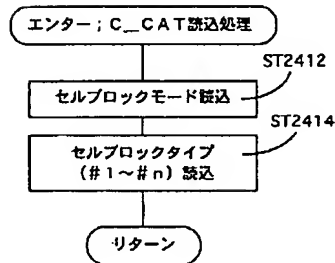 エンター；C＿CAT読込処理
ST2412
セルブロックモード読込
ST2414
セルブロックタイプ
（＃1～＃n）読込
リターン